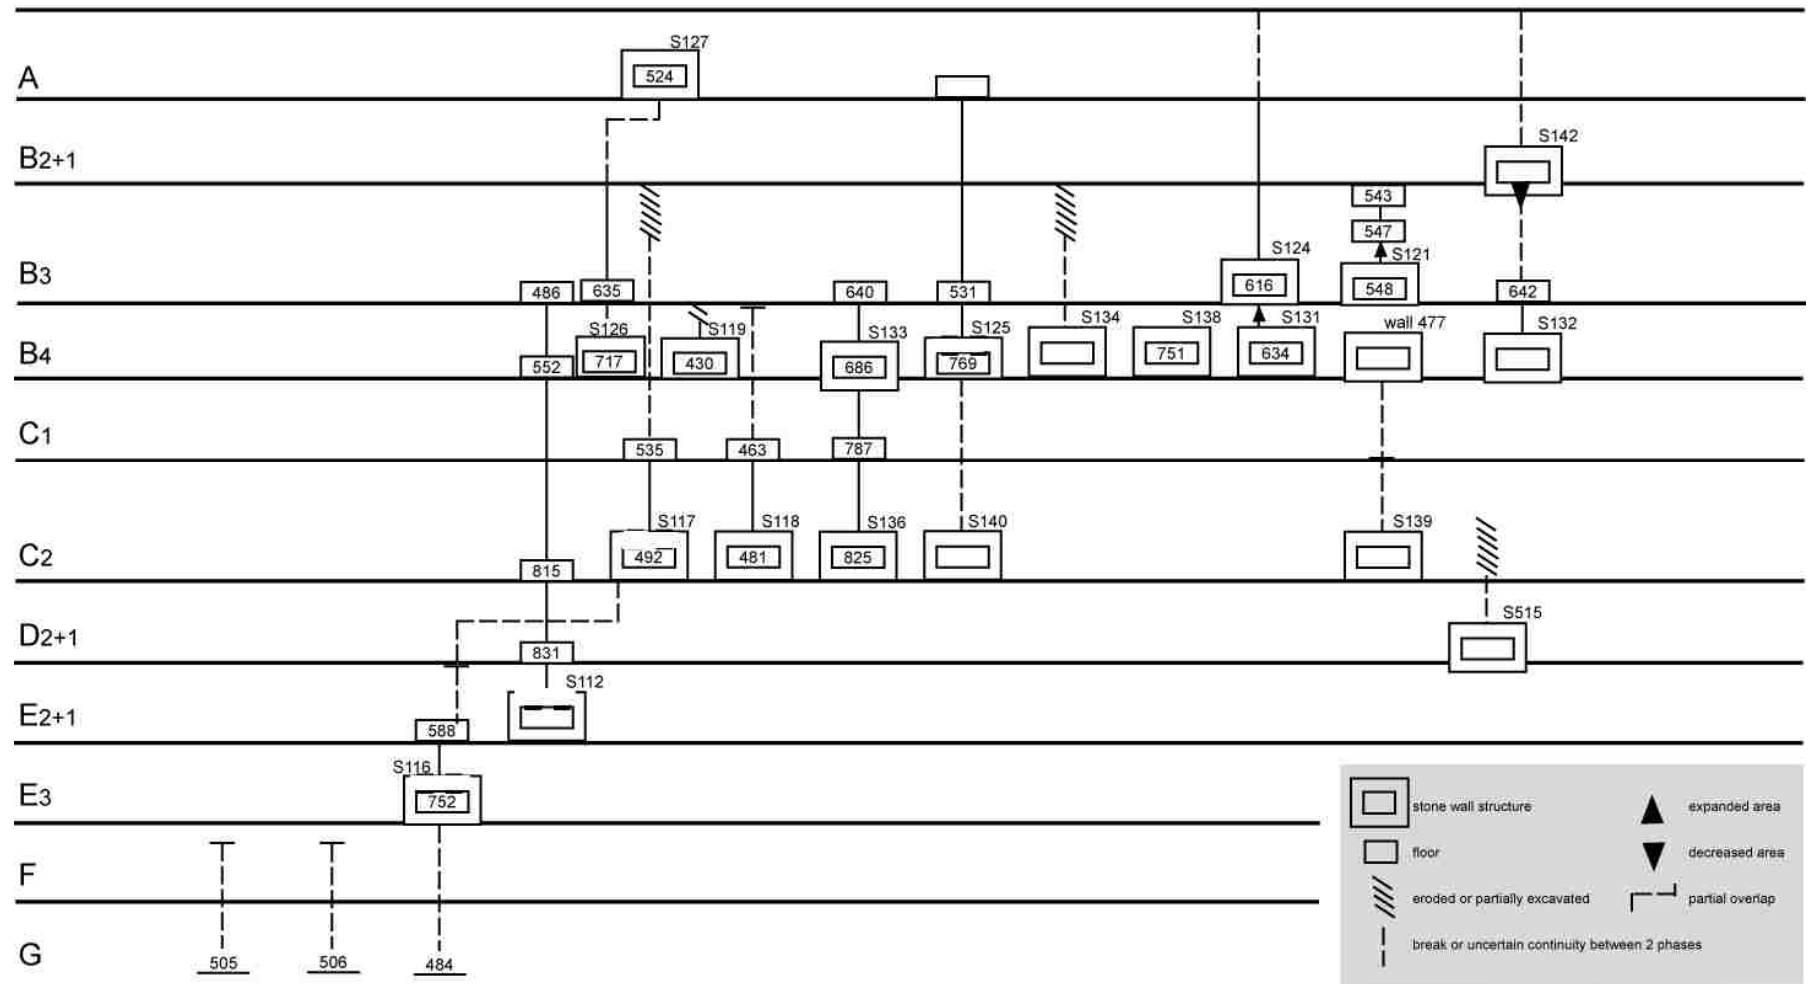 S127
A
524
B2+1
S142
543
547
S124
S121
B3
486
635
640
531
616
548
642
S126
S119
S133
S125
S134
S138
S131
wall 477
S132
B4
552
717
430
686
769
751
634
C1
535
463
787
S117
S118
S136
S140
S139
C2
815
492
481
825
D2+1
S515
831
S112
E2+1
588
S116
E3
752
stone wall structure
expanded area
floor
decreased area
F
eroded or partially excavated
partial overlap
break or uncertain continuity between 2 phases
G
505
506
484